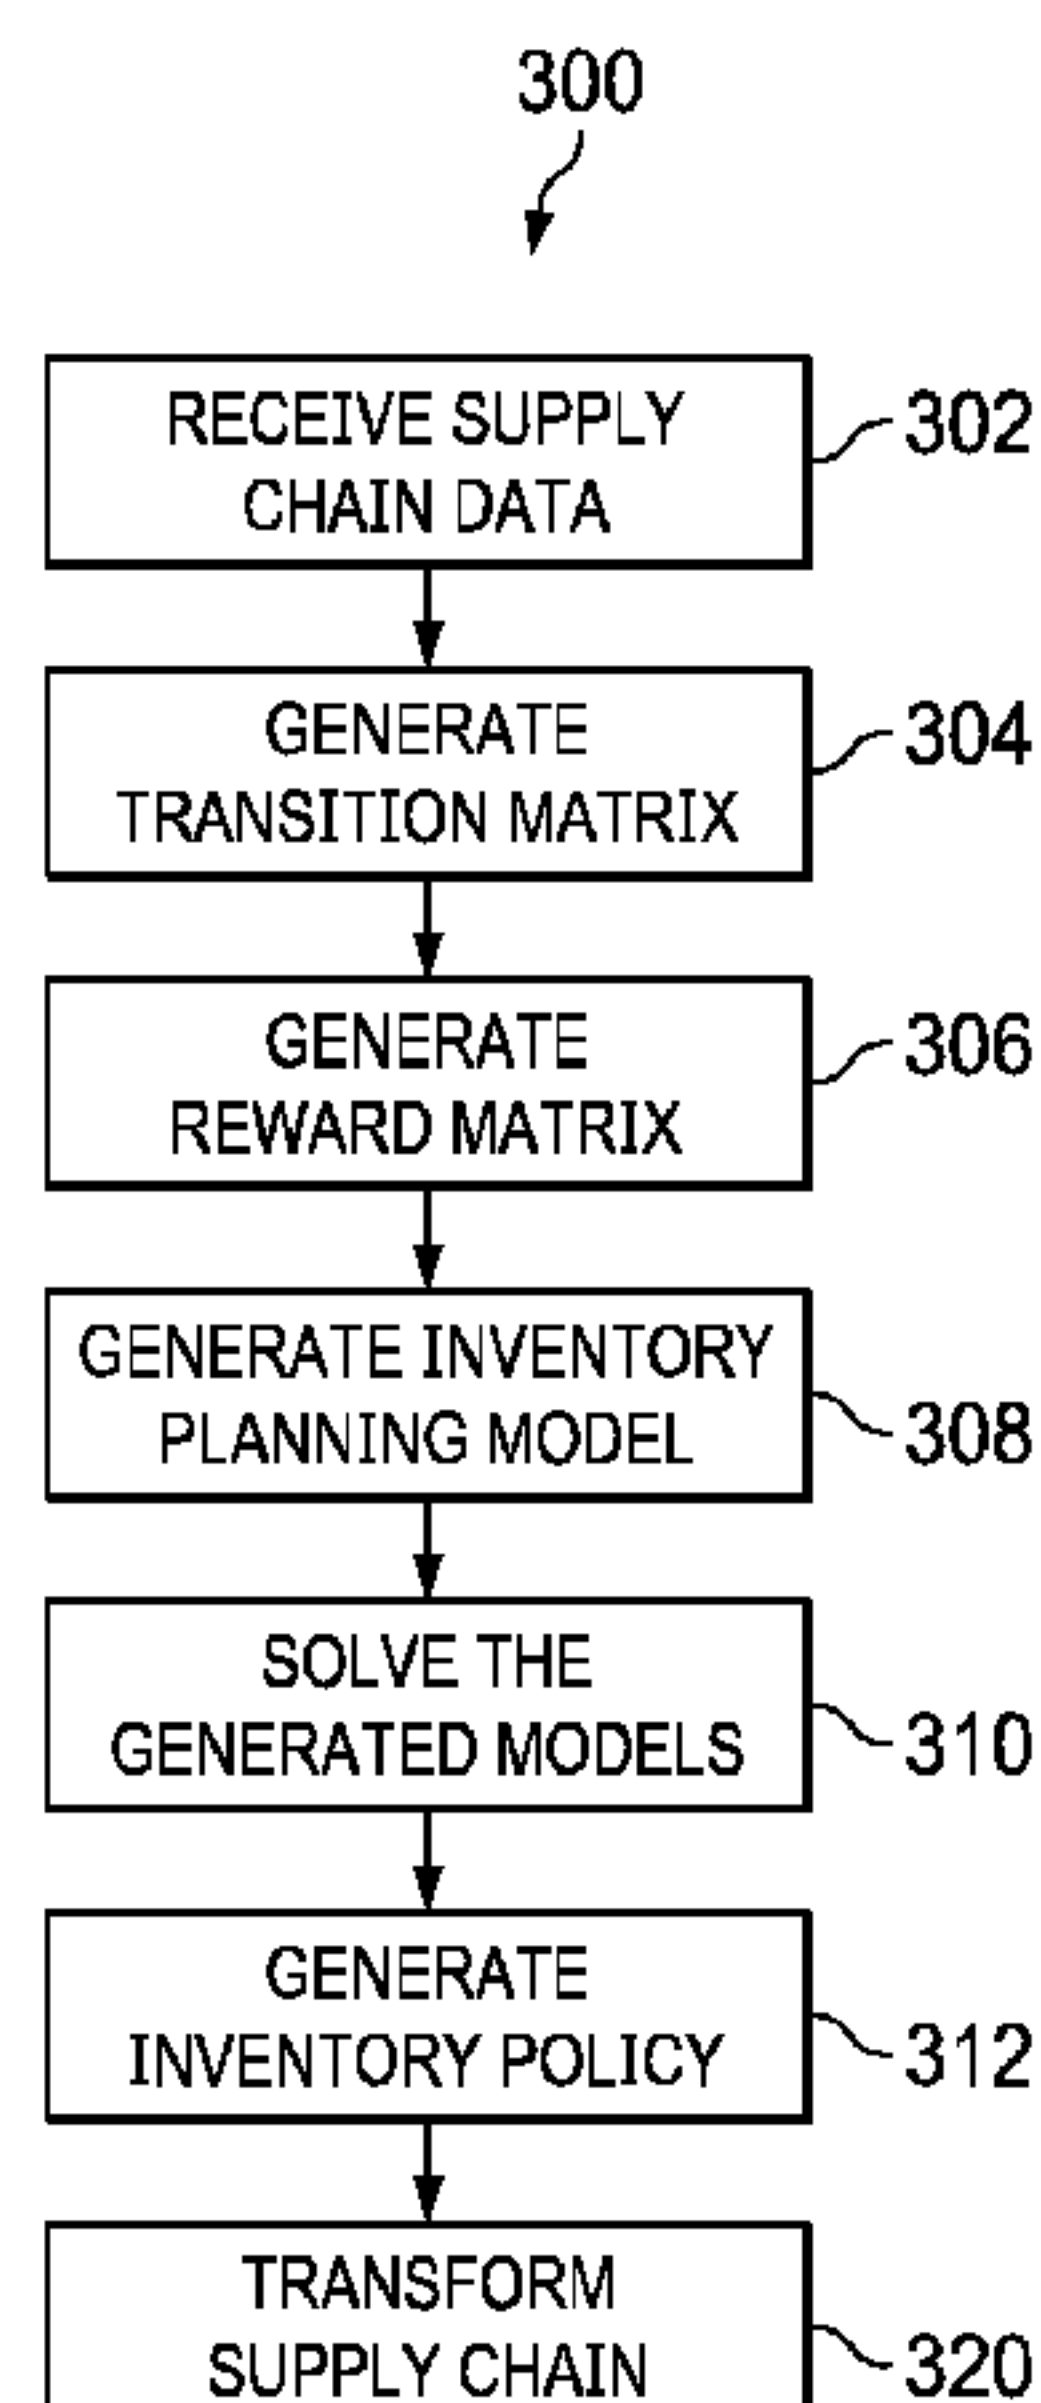 300
RECEIVE SUPPLY
CHAIN DATA
302
GENERATE
TRANSITION MATRIX
304
GENERATE
REWARD MATRIX
306
GENERATE INVENTORY
PLANNING MODEL
308
SOLVE THE
GENERATED MODELS
310
GENERATE
INVENTORY POLICY
312
TRANSFORM
SUPPLY CHAIN
320